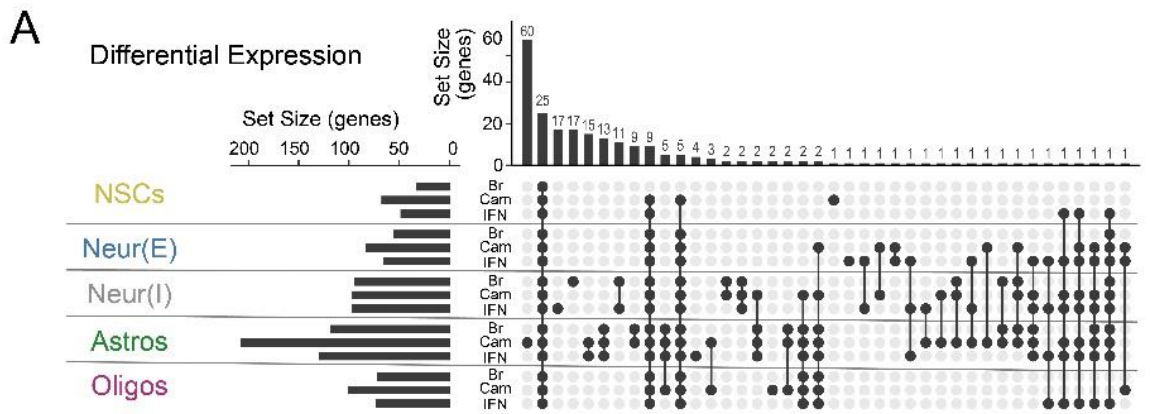 A
Differential Expression
Set Size (genes)
200 150 100 50 0
Set Size
(genes)
60
40
20
0
60 25 17 17 15 13 11 9 9 5 5 4 3 2 2 2 2 2 2 2 1 1 1 1 1 1 1 1 1 1 1 1 1 1 1 1 1 1 1 1
NSCs
Br
Cam
IFN
Neur(E)
Br
Cam
IFN
Neur(I)
Br
Cam
IFN
Astros
Br
Cam
IFN
Oligos
Br
Cam
IFN